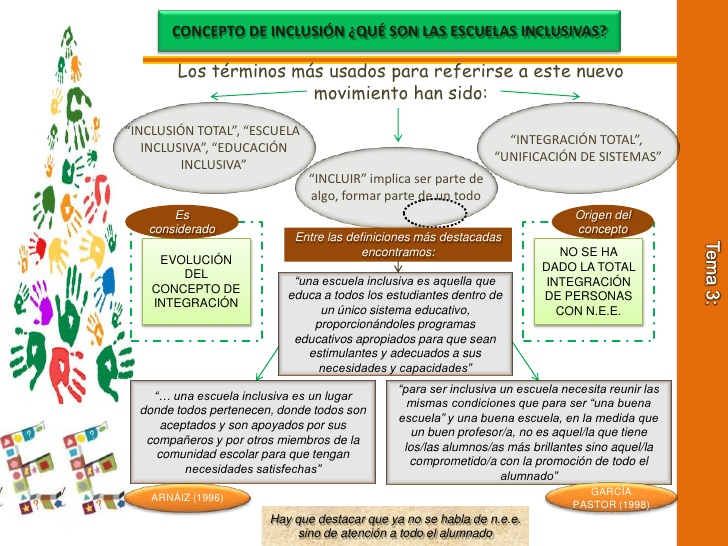 CONCEPTO DE INCLUSIÓN ¿QUÉ SON LAS ESCUELAS INCLUSIVAS?
Los términos más usados para referirse a este nuevo
movimiento han sido:
“INCLUSIÓN TOTAL”, “ESCUELA
INCLUSIVA”, “EDUCACIÓN
INCLUSIVA”
“INCLUIR” implica ser parte de
algo, formar parte de un todo
“INTEGRACIÓN TOTAL”,
“UNIFICACIÓN DE SISTEMAS”
Es
considerado
EVOLUCIÓN
DEL
CONCEPTO DE
INTEGRACIÓN
Entre las definiciones más destacadas
encontramos:
Origen del
concepto
NO SE HA
DADO LA TOTAL
INTEGRACIÓN
DE PERSONAS
CON N.E.E.
“una escuela inclusiva es aquella que
educa a todos los estudiantes dentro de
un único sistema educativo,
proporcionándoles programas
educativos apropiados para que sean
estimulantes y adecuados a sus
necesidades y capacidades”
“... una escuela inclusiva es un lugar
donde todos pertenecen, donde todos son
aceptados y son apoyados por sus
compañeros y por otros miembros de la
comunidad escolar para que tengan
necesidades satisfechas”
ARNÁIZ (1996)
“para ser inclusiva un escuela necesita reunir las
mismas condiciones que para ser “una buena
escuela” y una buena escuela, en la medida que
un buen profesor/a, no es aquel/la que tiene
los/las alumnos/as más brillantes sino aquel/la
comprometido/a con la promoción de todo el
alumnado”
GARCÍA
PASTOR (1998)
Hay que destacar que ya no se habla de n.e.e.
sino de atención a todo el alumnado
Tema 3: